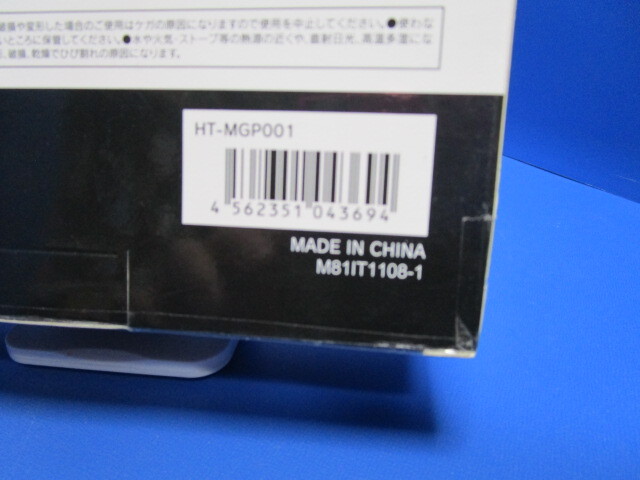 破損や変形した場合のご使用はケガの原因になりますので使用を中止してください。●使わな
いところに保管してください。●水や火気・ストーブ等の熱源の近くや、直射日光、高温多湿にな
破損、乾燥でひび割れの原因になります。
HT-MGP001
4 562351 043694
MADE IN CHINA
M81IT1108-1